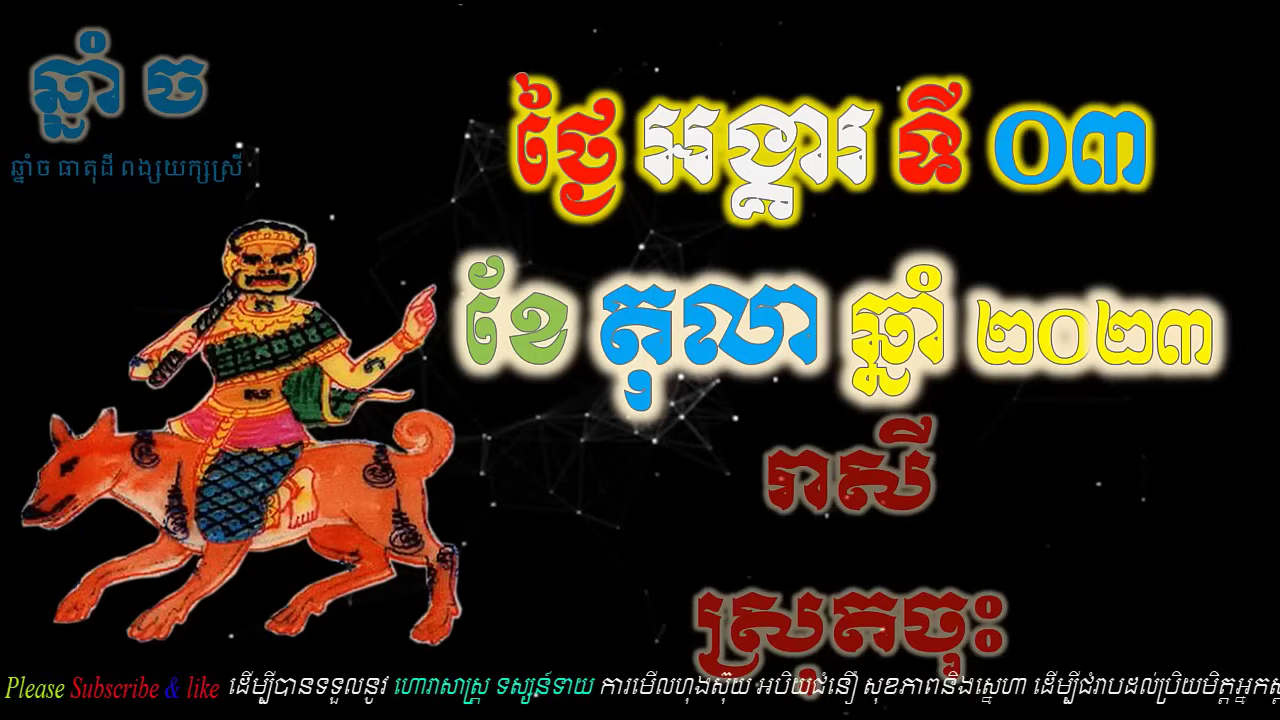 ឆ្នាំ ច
ឆ្នាំច ធាតុដី ពង្សយក្សស្រី
ថ្ងៃ អង្គារ ទី ០៣
ខែ តុលា ឆ្នាំ ២០២៣
រាសី
ស្រុតចុះ
Please Subscribe & like ដើម្បីបានទទួលនូវ ហោរាសាស្ត្រ ទស្សន៍ទាយ ការមើលហុងស៊ុយ អបិយជំនឿ សុខភាពនិងស្នេហា ដើម្បីជំរាបដល់ប្រិយមិត្តអ្នក